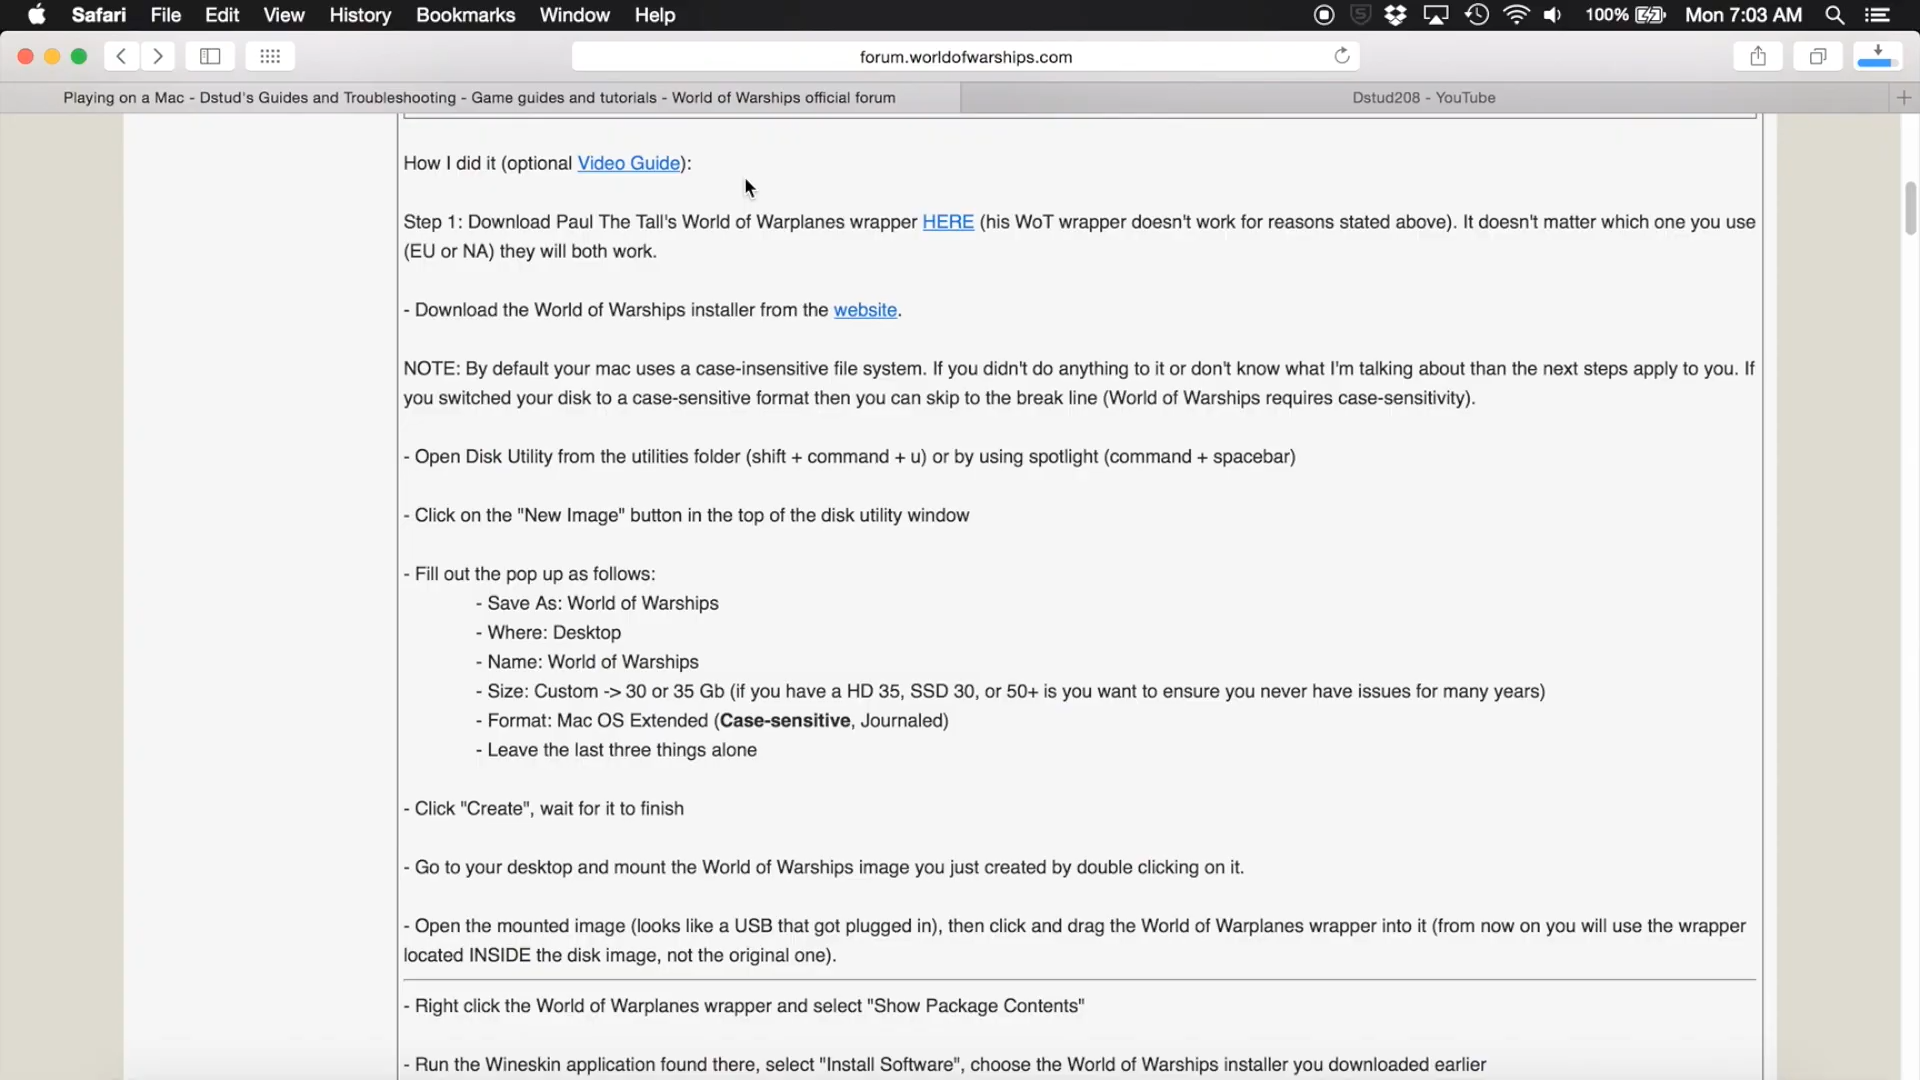 Safari File Edit View History Bookmarks Window Help 100% Mon 7:03 AM
forum.worldofwarships.com
Playing on a Mac - Dstud's Guides and Troubleshooting - Game guides and tutorials - World of Warships official forum
Dstud208 - YouTube
How I did it (optional Video Guide):
Step 1: Download Paul The Tall's World of Warplanes wrapper HERE (his WoT wrapper doesn't work for reasons stated above). It doesn't matter which one you use
(EU or NA) they will both work.
- Download the World of Warships installer from the website.
NOTE: By default your mac uses a case-insensitive file system. If you didn't do anything to it or don't know what I'm talking about than the next steps apply to you. If
you switched your disk to a case-sensitive format then you can skip to the break line (World of Warships requires case-sensitivity).
- Open Disk Utility from the utilities folder (shift + command + u) or by using spotlight (command + spacebar)
- Click on the "New Image" button in the top of the disk utility window
- Fill out the pop up as follows:
- Save As: World of Warships
- Where: Desktop
- Name: World of Warships
- Size: Custom -> 30 or 35 Gb (if you have a HD 35, SSD 30, or 50+ is you want to ensure you never have issues for many years)
- Format: Mac OS Extended (Case-sensitive, Journaled)
- Leave the last three things alone
- Click "Create", wait for it to finish
- Go to your desktop and mount the World of Warships image you just created by double clicking on it.
- Open the mounted image (looks like a USB that got plugged in), then click and drag the World of Warplanes wrapper into it (from now on you will use the wrapper
located INSIDE the disk image, not the original one).
- Right click the World of Warplanes wrapper and select "Show Package Contents"
- Run the Wineskin application found there, select "Install Software", choose the World of Warships installer you downloaded earlier